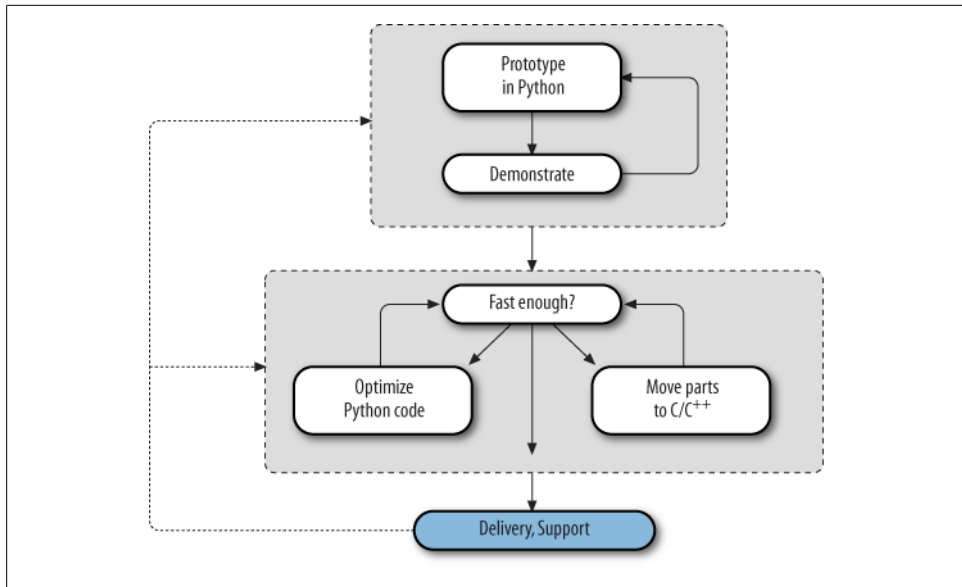 Prototype
in Python
Demonstrate
Fast enough?
Optimize
Python code
Move parts
to C/C++
Delivery, Support